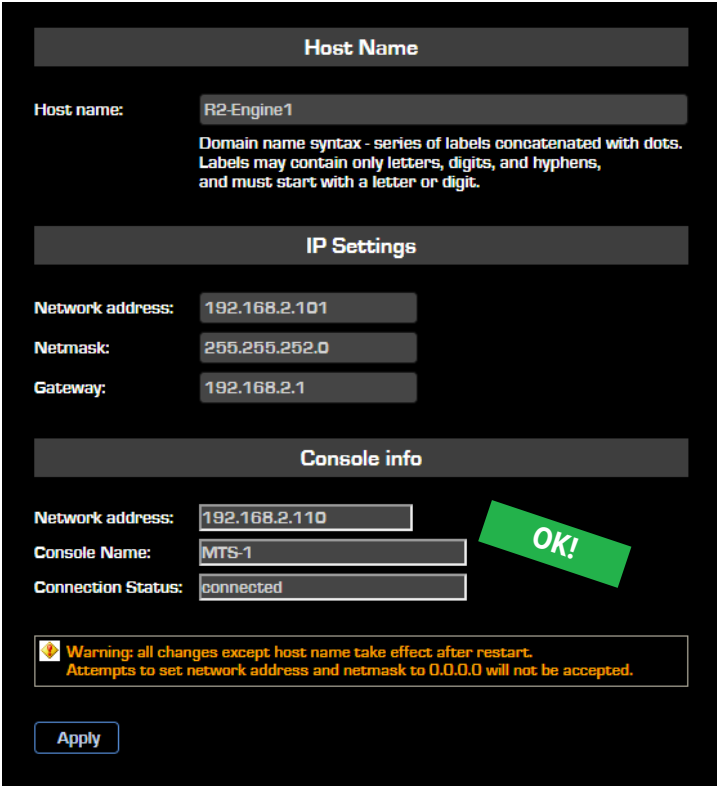 Host Name
Host name:
R2-Engine1
Domain name syntax - series of labels concatenated with dots.
Labels may contain only letters, digits, and hyphens,
and must start with a letter or digit.
IP Settings
Network address:
192.168.2.101
Netmask:
255.255.252.0
Gateway:
192.168.2.1
Console info
Network address:
192.168.2.110
Console Name:
MTS-1
Connection Status:
connected
OK!
Warning: all changes except host name take effect after restart.
Attempts to set network address and netmask to 0.0.0.0 will not be accepted.
Apply